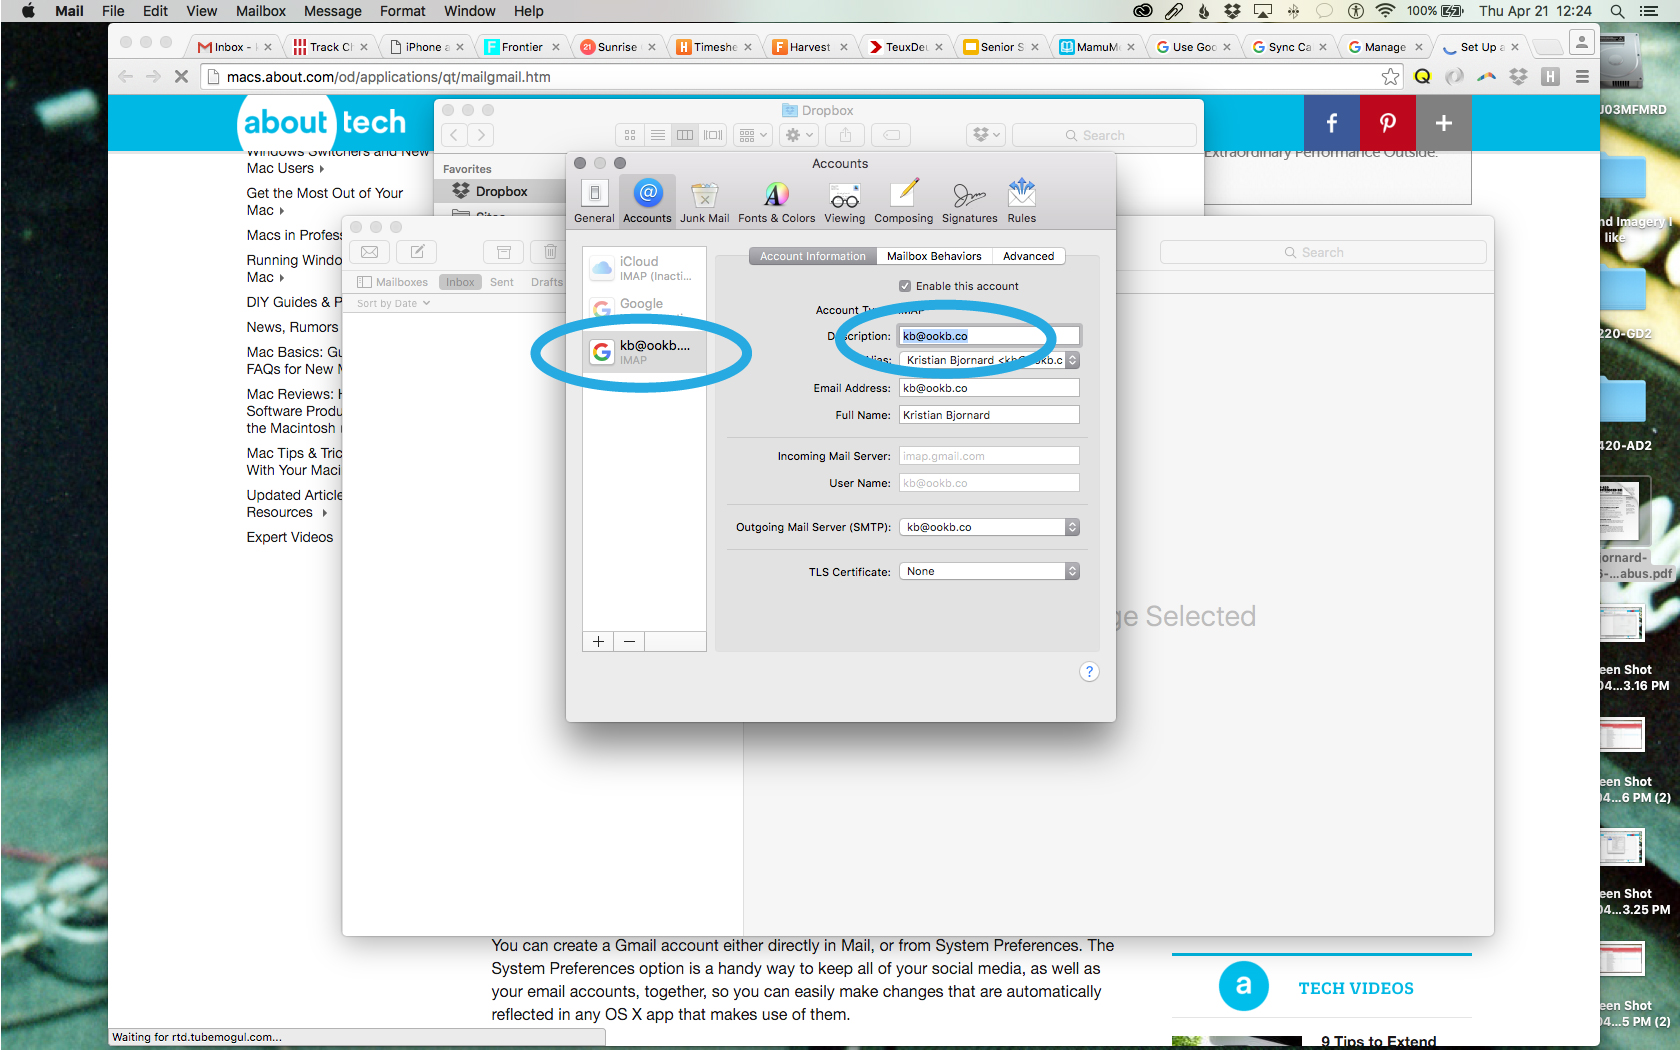 Mail File Edit View Mailbox Message Format Window Help 100% Thu Apr 21 12:24
Inbox - Track Cl iPhone a Frontier Sunrise Timeshe Harvest TeuxDeu Senior S MamuMe Use Goo Sync Ca Manage Set Up a
macs.about.com/od/applications/qt/mailgmail.htm
about tech
Dropbox
Search
Favorites
Dropbox
Windows Switchers and New
Mac Users
Get the Most Out of Your
Mac
Macs in Profess
Running Windo
Mac
DIY Guides & P
News, Rumors
Mac Basics: Gu
FAQs for New M
Mac Reviews: H
Software Produ
the Macintosh
Mac Tips & Tric
With Your Maci
Updated Article
Resources
Expert Videos
Extraordinary Performance Outside.
Mailboxes Inbox Sent Drafts
Sort by Date
Search
ge Selected
Accounts
General Accounts Junk Mail Fonts & Colors Viewing Composing Signatures Rules
iCloud
IMAP (Inacti...
Google
kb@ookb....
IMAP
Account Information Mailbox Behaviors Advanced
Enable this account
IMAP
Description: kb@ookb.co
Kristian Bjornard <kb@ookb.c
Email Address: kb@ookb.co
Full Name: Kristian Bjornard
Incoming Mail Server: imap.gmail.com
User Name: kb@ookb.co
Outgoing Mail Server (SMTP): kb@ookb.co
TLS Certificate: None
+ −
?
You can create a Gmail account either directly in Mail, or from System Preferences. The
System Preferences option is a handy way to keep all of your social media, as well as
your email accounts, together, so you can easily make changes that are automatically
reflected in any OS X app that makes use of them.
a TECH VIDEOS
9 Tips to Extend
Waiting for rtd.tubemogul.com...
J03MFMRD
nd Imagery I
like
220-GD2
420-AD2
ornard-
6-...abus.pdf
een Shot
04...3.16 PM
een Shot
04...6 PM (2)
een Shot
04...3.25 PM
een Shot
04...5 PM (2)